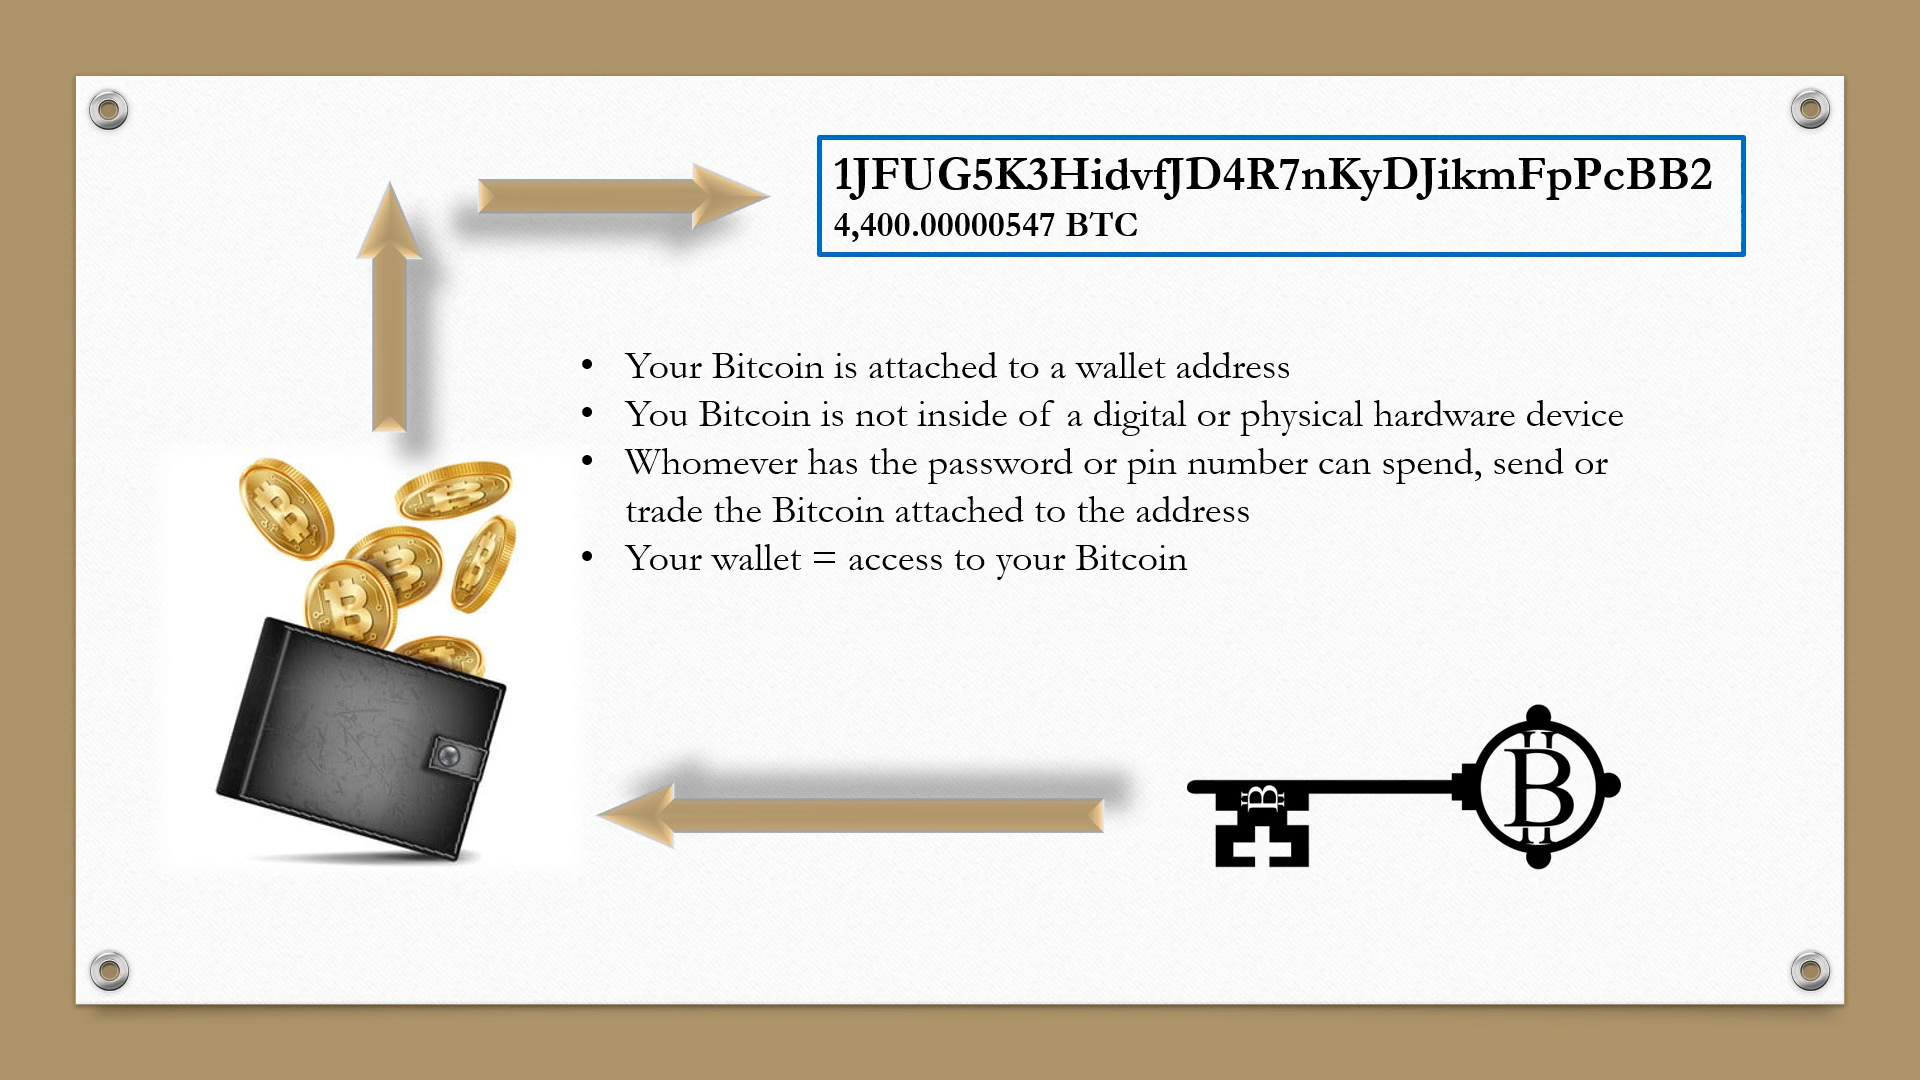 1JFUG5K3HidvfJD4R7nKyDJikmFpPcBB2
4,400.00000547 BTC
• Your Bitcoin is attached to a wallet address
• You Bitcoin is not inside of a digital or physical hardware device
• Whomever has the password or pin number can spend, send or
trade the Bitcoin attached to the address
• Your wallet = access to your Bitcoin